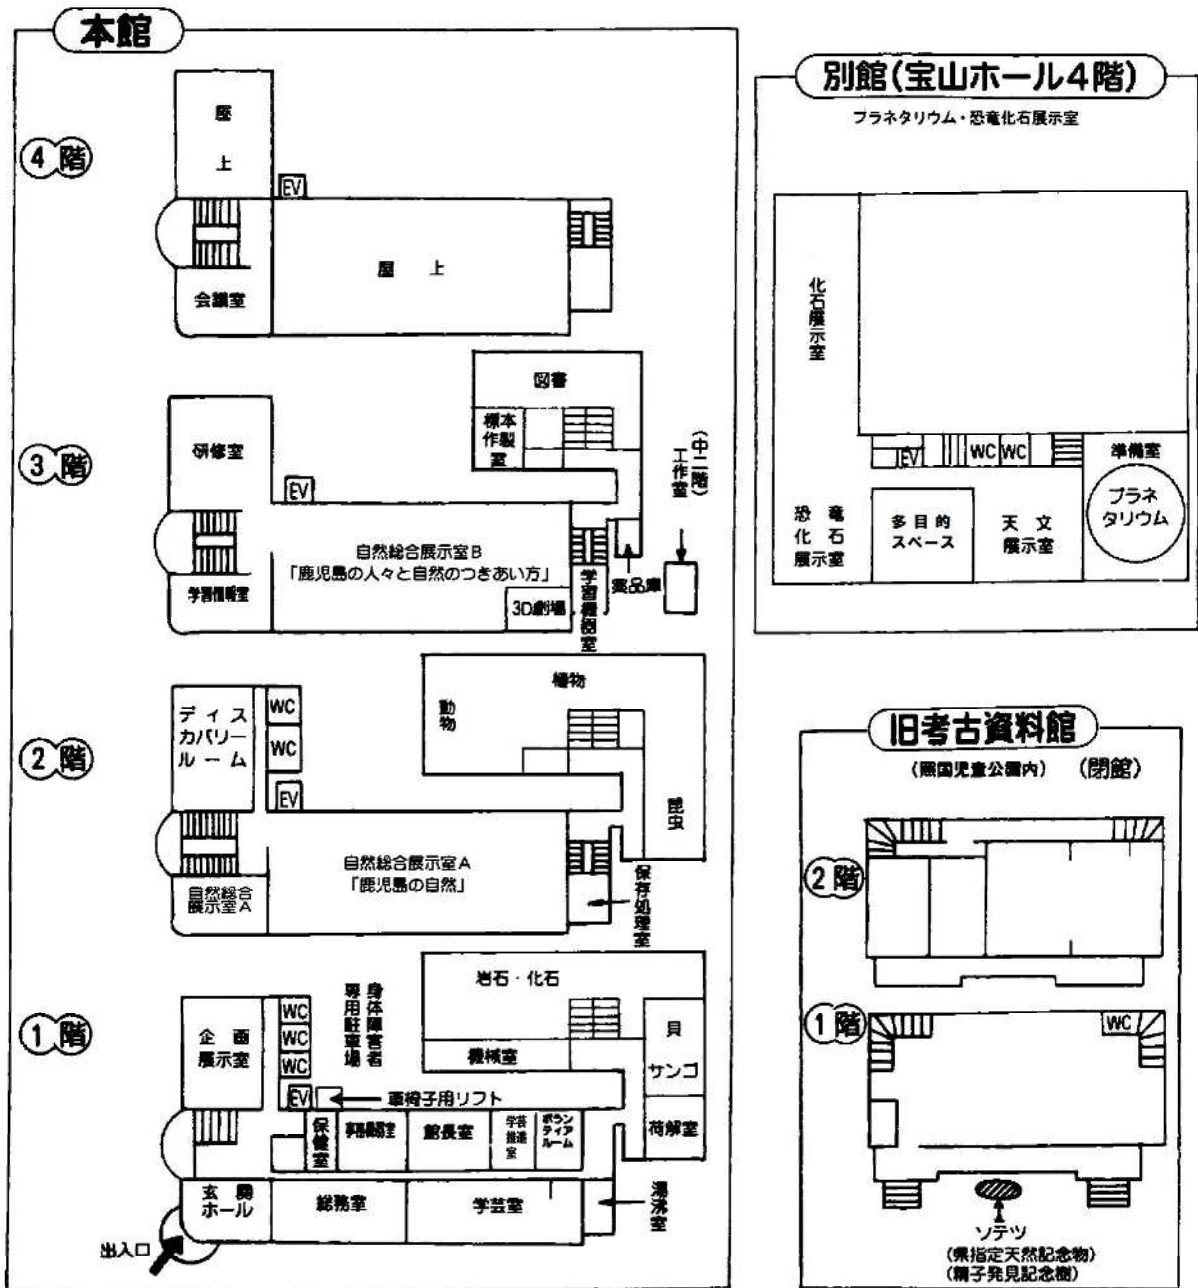 本館
4階
屋上
EV
屋上
会議室
3階
図書
標本
作製
室
研修室
EV
(中二階)
工作室
自然総合展示室B
「鹿児島の人々と自然のつきあい方」
学習情報室
3D劇場
学習機器室
薬品庫
2階
ディス
カバリー
ルーム
WC
WC
EV
動物
植物
昆虫
自然総合展示室A
「鹿児島の自然」
自然総合
展示室A
保存処理室
1階
企画
展示室
WC
WC
WC
EV
身体障害者
専用駐車場
岩石・化石
機械室
貝
サンゴ
荷解室
車椅子用リフト
保健室
館長室
学芸
推進
室
ボラン
ティア
ルーム
玄関
ホール
総務室
学芸室
湯沸室
出入口
別館(宝山ホール4階)
プラネタリウム・恐竜化石展示室
化石展示室
EV
WC
WC
準備室
プラネ
タリウム
恐竜
化石
展示室
多目的
スペース
天文
展示室
旧考古資料館
(照国児童公園内) (閉館)
2階
1階
WC
ソテツ
(県指定天然記念物)
(精子発見記念樹)